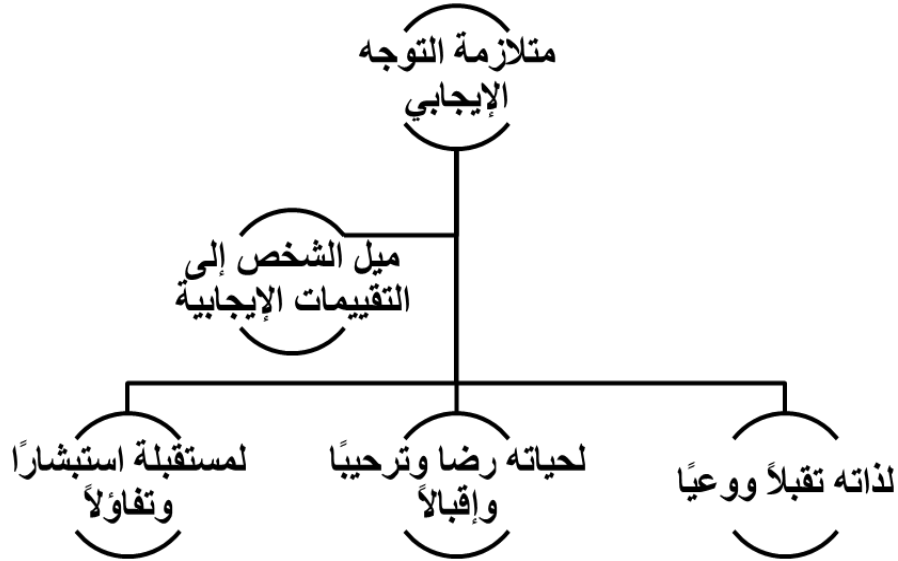 متلازمة التوجه
الإيجابي
ميل الشخص إلى
التقييمات الإيجابية
لذاته تقبلاً ووعيًا
لحياته رضا وترحيبًا
وإقبالاً
لمستقبلة استبشارًا
وتفاؤلاً